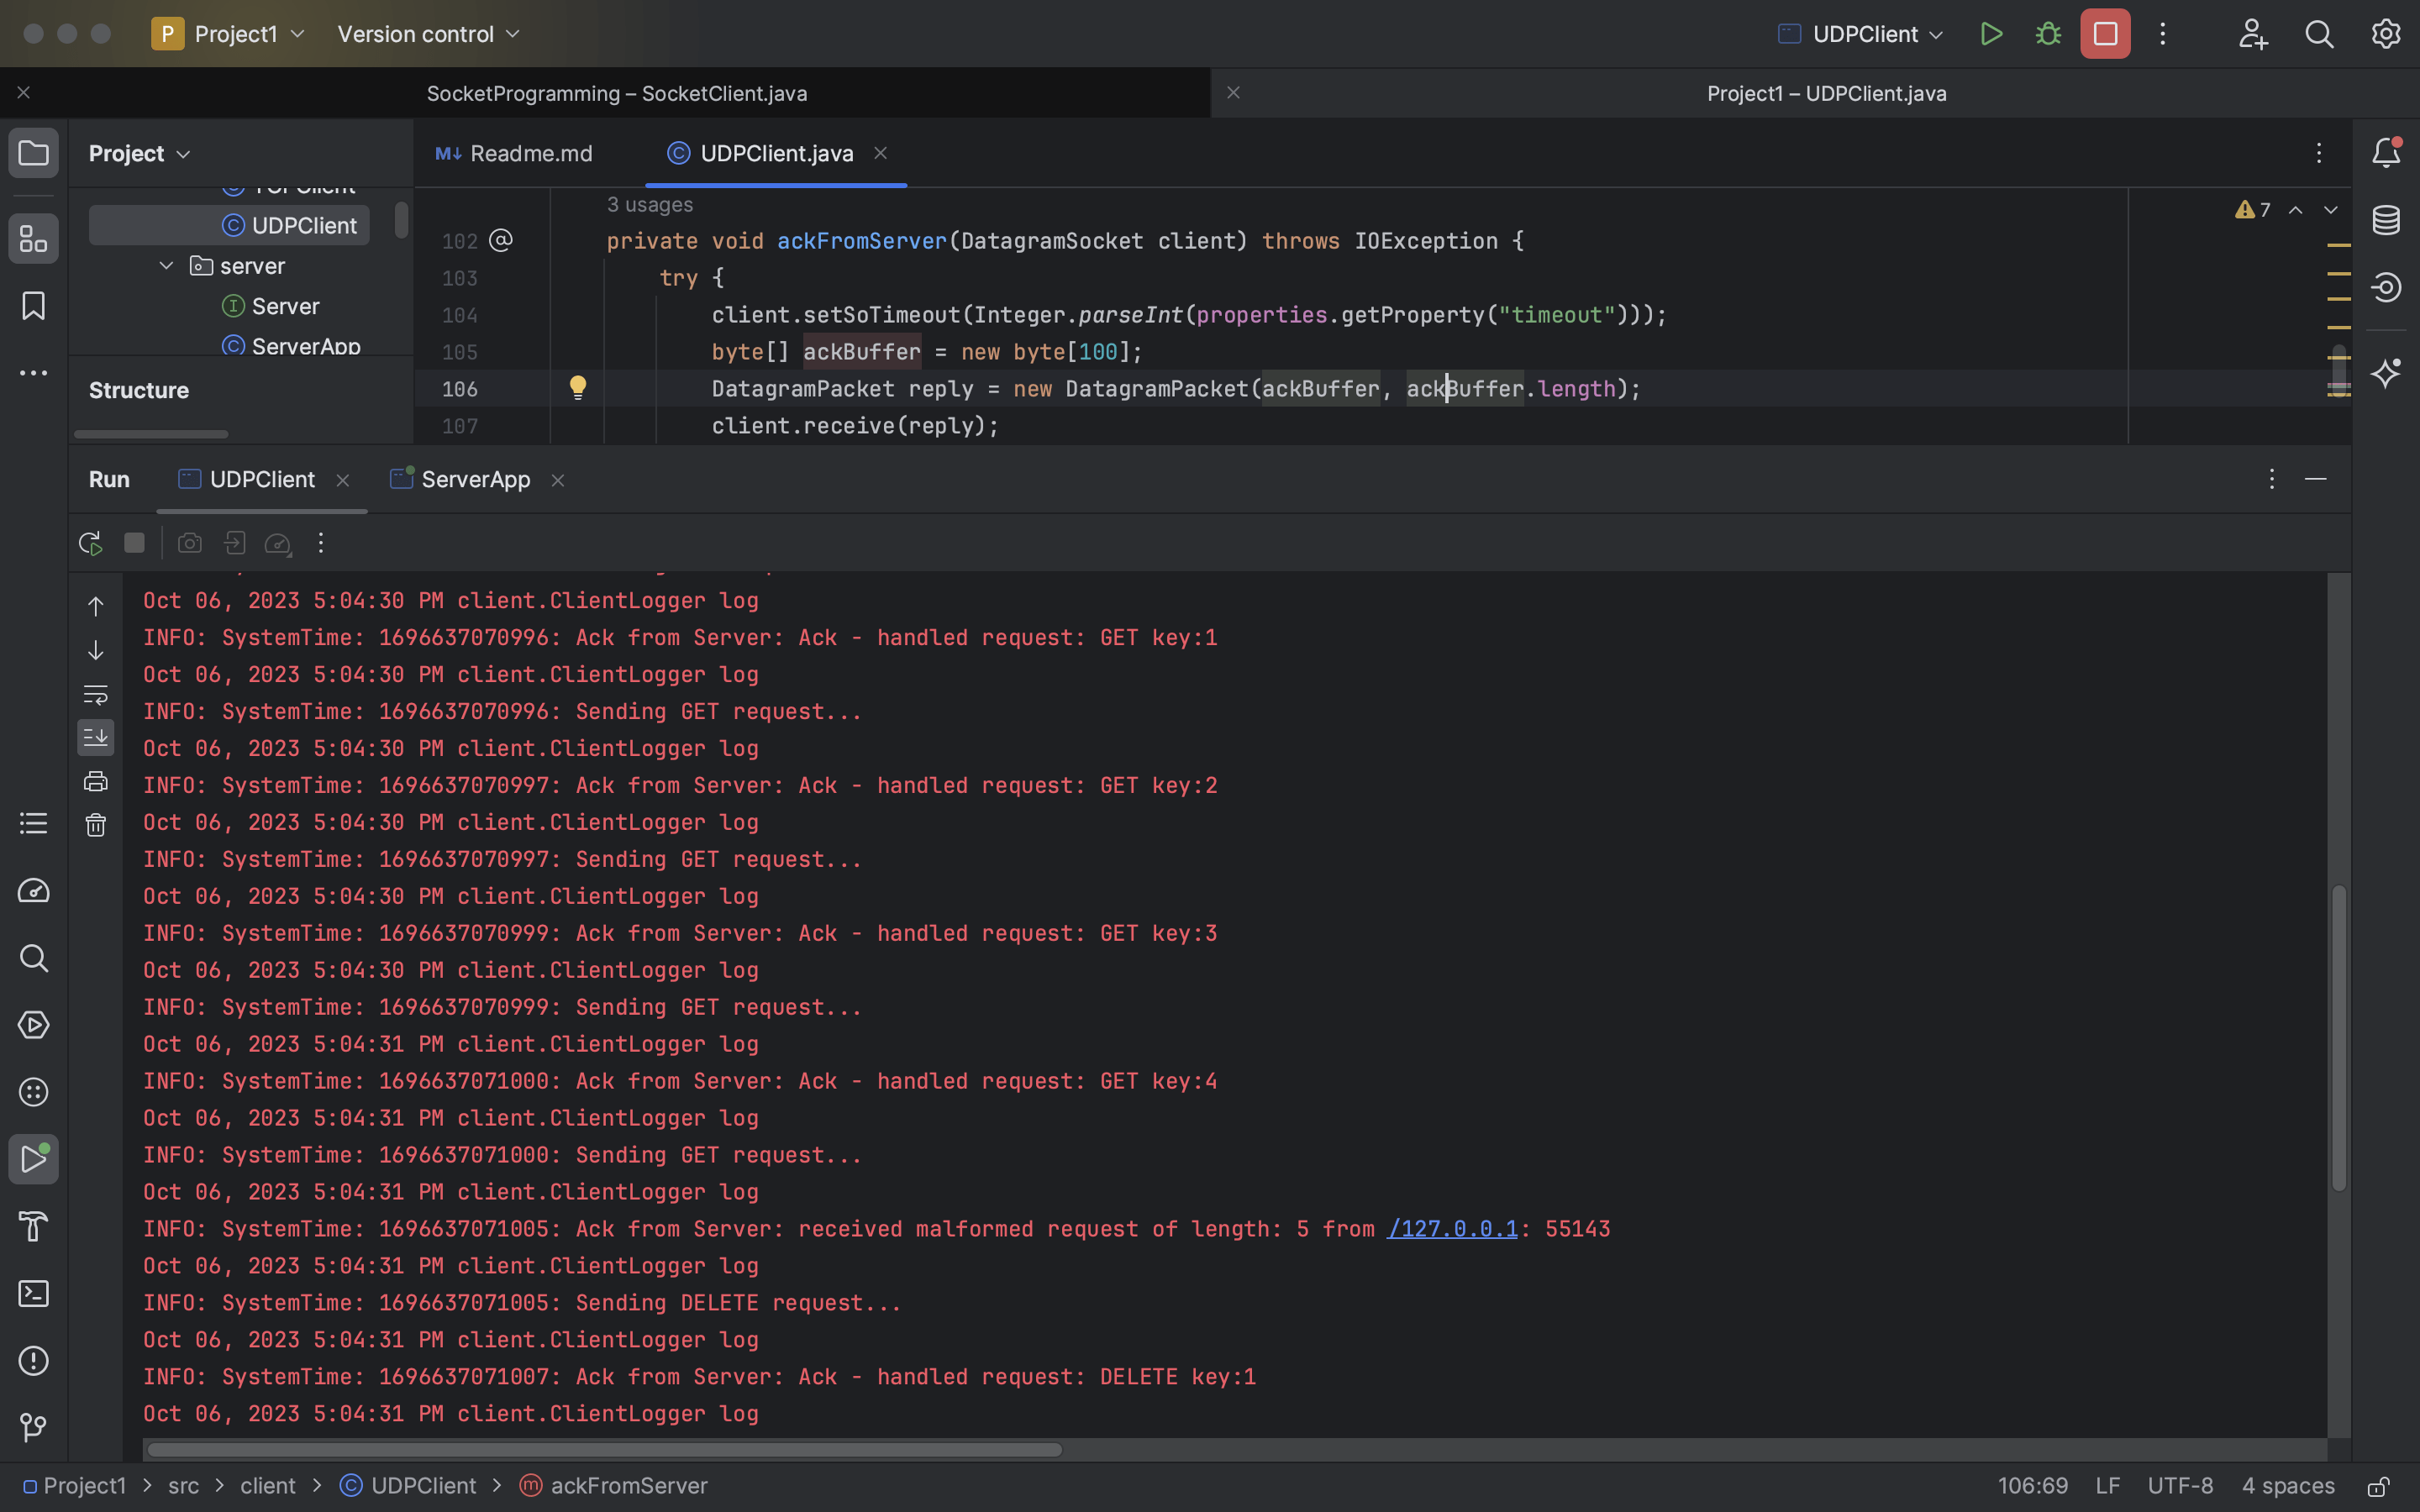 P Project1 Version control UDPClient
SocketProgramming – SocketClient.java Project1 – UDPClient.java
Project Readme.md UDPClient.java
TCPClient
UDPClient
server
Server
ServerApp
Structure
3 usages
7
102 private void ackFromServer(DatagramSocket client) throws IOException {
103 try {
104 client.setSoTimeout(Integer.parseInt(properties.getProperty("timeout")));
105 byte[] ackBuffer = new byte[100];
106 DatagramPacket reply = new DatagramPacket(ackBuffer, ackBuffer.length);
107 client.receive(reply);
Run UDPClient ServerApp
Oct 06, 2023 5:04:30 PM client.ClientLogger log
INFO: SystemTime: 1696637070996: Ack from Server: Ack - handled request: GET key:1
Oct 06, 2023 5:04:30 PM client.ClientLogger log
INFO: SystemTime: 1696637070996: Sending GET request...
Oct 06, 2023 5:04:30 PM client.ClientLogger log
INFO: SystemTime: 1696637070997: Ack from Server: Ack - handled request: GET key:2
Oct 06, 2023 5:04:30 PM client.ClientLogger log
INFO: SystemTime: 1696637070997: Sending GET request...
Oct 06, 2023 5:04:30 PM client.ClientLogger log
INFO: SystemTime: 1696637070999: Ack from Server: Ack - handled request: GET key:3
Oct 06, 2023 5:04:30 PM client.ClientLogger log
INFO: SystemTime: 1696637070999: Sending GET request...
Oct 06, 2023 5:04:31 PM client.ClientLogger log
INFO: SystemTime: 1696637071000: Ack from Server: Ack - handled request: GET key:4
Oct 06, 2023 5:04:31 PM client.ClientLogger log
INFO: SystemTime: 1696637071000: Sending GET request...
Oct 06, 2023 5:04:31 PM client.ClientLogger log
INFO: SystemTime: 1696637071005: Ack from Server: received malformed request of length: 5 from /127.0.0.1: 55143
Oct 06, 2023 5:04:31 PM client.ClientLogger log
INFO: SystemTime: 1696637071005: Sending DELETE request...
Oct 06, 2023 5:04:31 PM client.ClientLogger log
INFO: SystemTime: 1696637071007: Ack from Server: Ack - handled request: DELETE key:1
Oct 06, 2023 5:04:31 PM client.ClientLogger log
Project1 > src > client > UDPClient > ackFromServer 106:69 LF UTF-8 4 spaces